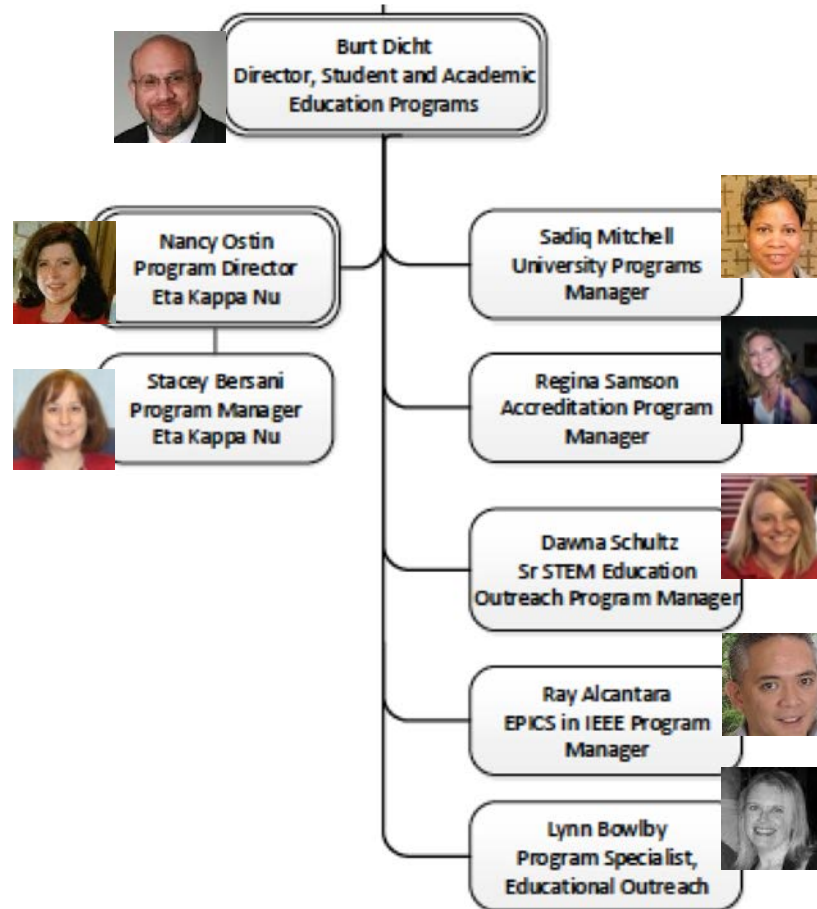 Burt Dicht
Director, Student and Academic
Education Programs
Nancy Ostin
Program Director
Eta Kappa Nu
Stacey Bersani
Program Manager
Eta Kappa Nu
Sadiq Mitchell
University Programs
Manager
Regina Samson
Accreditation Program
Manager
Dawna Schultz
Sr STEM Education
Outreach Program Manager
Ray Alcantara
EPICS in IEEE Program
Manager
Lynn Bowlby
Program Specialist,
Educational Outreach